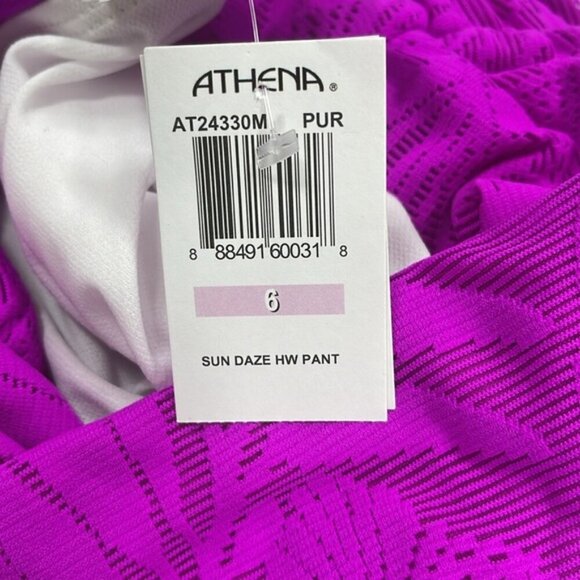 ATHENA®
AT24330M PUR
8 88491 60031 8
6
SUN DAZE HW PANT